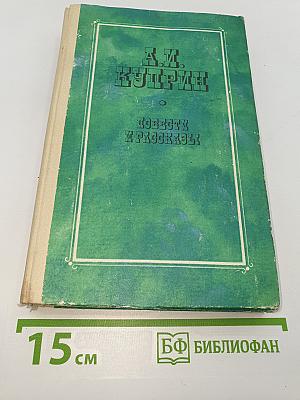 А.И.
КУПРИН
ПОВЕСТИ
И РАССКАЗЫ
15 см
БФ БИБЛИОФАН